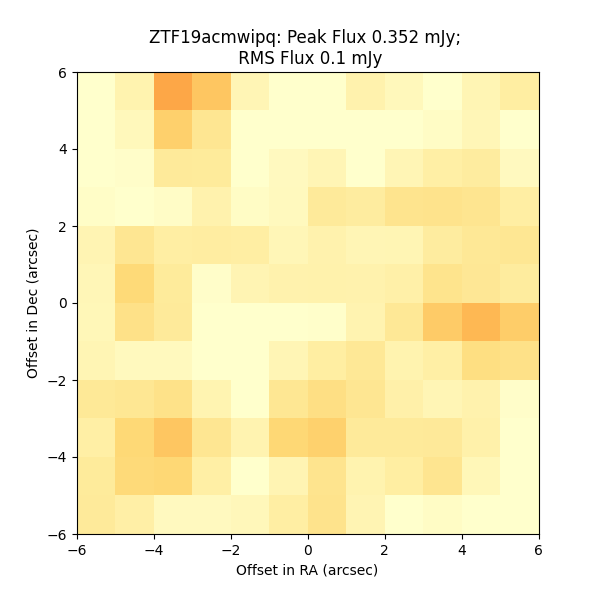 ZTF19acmwipq: Peak Flux 0.352 mJy;
RMS Flux 0.1 mJy
6
4
2
0
−2
−4
−6
Offset in Dec (arcsec)
−6 −4 −2 0 2 4 6
Offset in RA (arcsec)